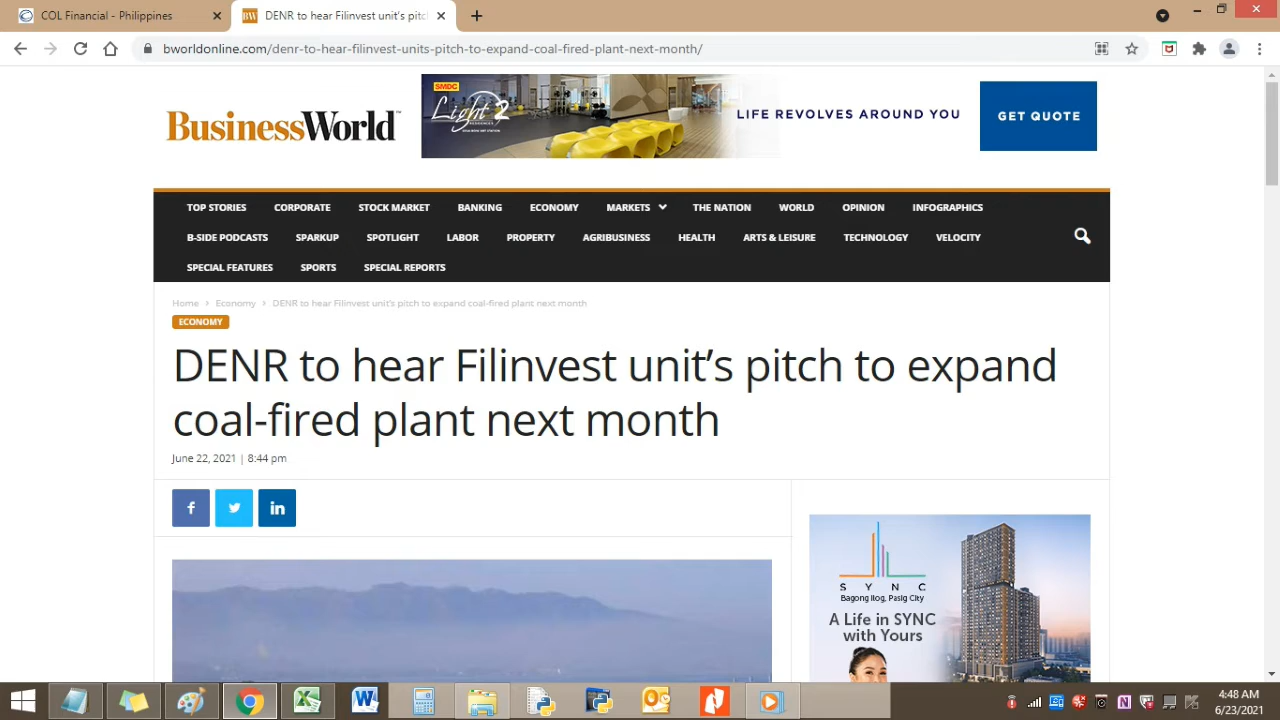 COL Financial - Philippines
BW
DENR to hear Filinvest unit's pitc
bworldonline.com/denr-to-hear-filinvest-units-pitch-to-expand-coal-fired-plant-next-month/
BusinessWorld
SMDC
Light 2
RESIDENCES
LIFE REVOLVES AROUND YOU
GET QUOTE
TOP STORIES CORPORATE STOCK MARKET BANKING ECONOMY MARKETS THE NATION WORLD OPINION INFOGRAPHICS
B-SIDE PODCASTS SPARKUP SPOTLIGHT LABOR PROPERTY AGRIBUSINESS HEALTH ARTS & LEISURE TECHNOLOGY VELOCITY
SPECIAL FEATURES SPORTS SPECIAL REPORTS
Home › Economy › DENR to hear Filinvest unit's pitch to expand coal-fired plant next month
ECONOMY
DENR to hear Filinvest unit’s pitch to expand
coal-fired plant next month
June 22, 2021 | 8:44 pm
SYNC
Bagong Ilog, Pasig City
A Life in SYNC
with Yours
4:48 AM
6/23/2021